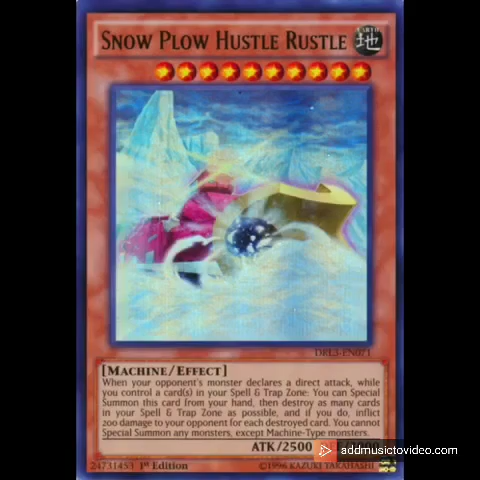 SNOW PLOW HUSTLE RUSTLE
EARTH
地
DRL3-EN071
[MACHINE/EFFECT]
When your opponent's monster declares a direct attack, while
you control a card(s) in your Spell & Trap Zone: You can Special
Summon this card from your hand, then destroy as many cards
in your Spell & Trap Zone as possible, and if you do, inflict
200 damage to your opponent for each destroyed card. You cannot
Special Summon any monsters, except Machine-Type monsters.
ATK/2500
24731453 1st Edition
©1996 KAZUKI TAKAHASHI
addmusictovideo.com